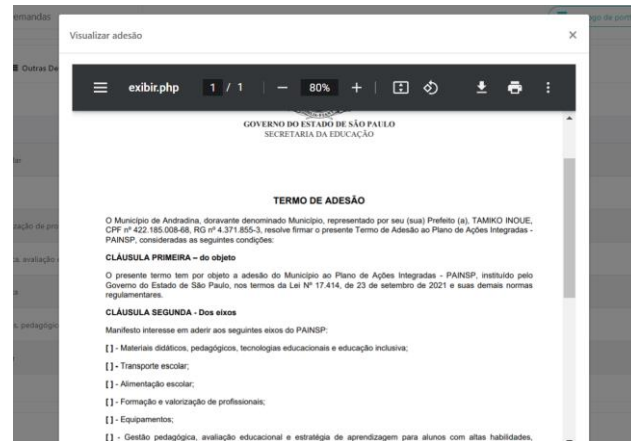 emandas
Visualizar adesão
×
Outras De
exibir.php 1 / 1 — 80% +
GOVERNO DO ESTADO DE SÃO PAULO
SECRETARIA DA EDUCAÇÃO
TERMO DE ADESÃO
O Município de Andradina, doravante denominado Município, representado por seu (sua) Prefeito (a), TAMIKO INOUE,
CPF nº 422.185.008-68, RG nº 4.371.855-3, resolve firmar o presente Termo de Adesão ao Plano de Ações Integradas -
PAINSP, consideradas as seguintes condições:
CLÁUSULA PRIMEIRA – do objeto
O presente termo tem por objeto a adesão do Município ao Plano de Ações Integradas - PAINSP, instituído pelo
Governo do Estado de São Paulo, nos termos da Lei Nº 17.414, de 23 de setembro de 2021 e suas demais normas
regulamentares.
CLÁUSULA SEGUNDA - Dos eixos
Manifesto interesse em aderir aos seguintes eixos do PAINSP:
[ ] - Materiais didáticos, pedagógicos, tecnologias educacionais e educação inclusiva;
[ ] - Transporte escolar;
[ ] - Alimentação escolar;
[ ] - Formação e valorização de profissionais;
[ ] - Equipamentos;
[ ] - Gestão pedagógica, avaliação educacional e estratégia de aprendizagem para alunos com altas habilidades,